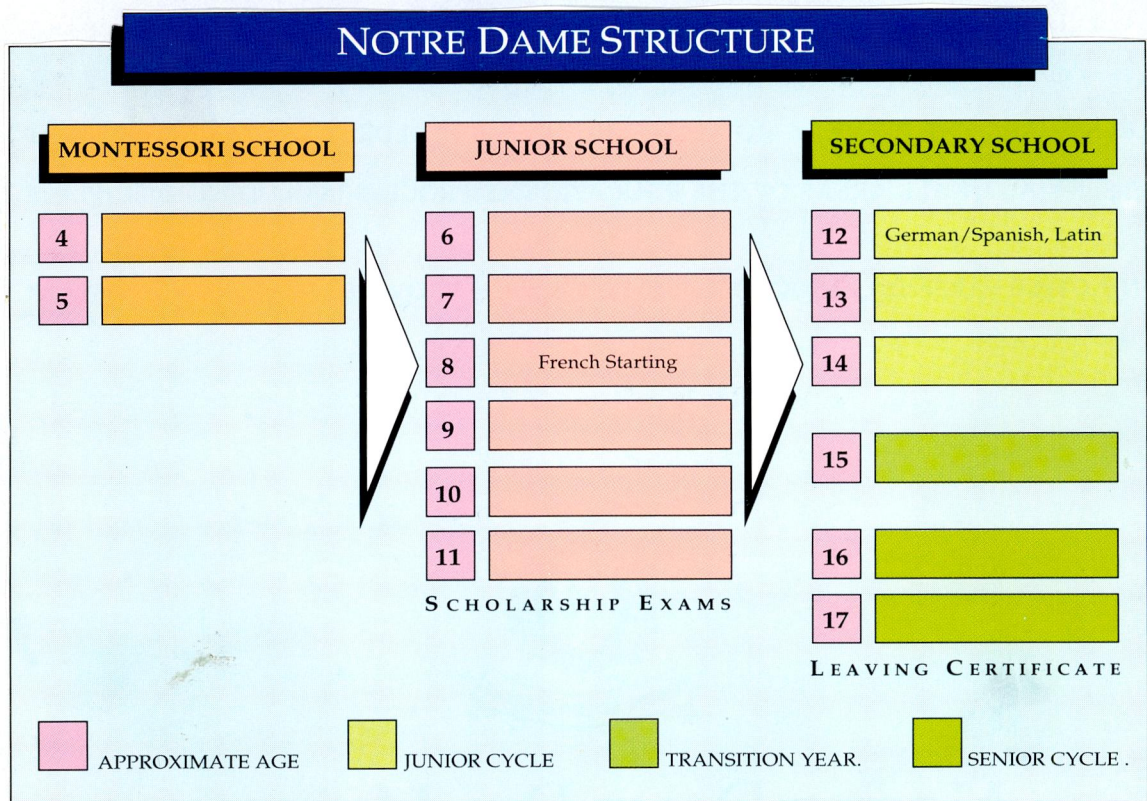 NOTRE DAME STRUCTURE
MONTESSORI SCHOOL
4
5
JUNIOR SCHOOL
6
7
8 French Starting
9
10
11
SCHOLARSHIP EXAMS
SECONDARY SCHOOL
12 German/Spanish, Latin
13
14
15
16
17
LEAVING CERTIFICATE
APPROXIMATE AGE
JUNIOR CYCLE
TRANSITION YEAR.
SENIOR CYCLE .